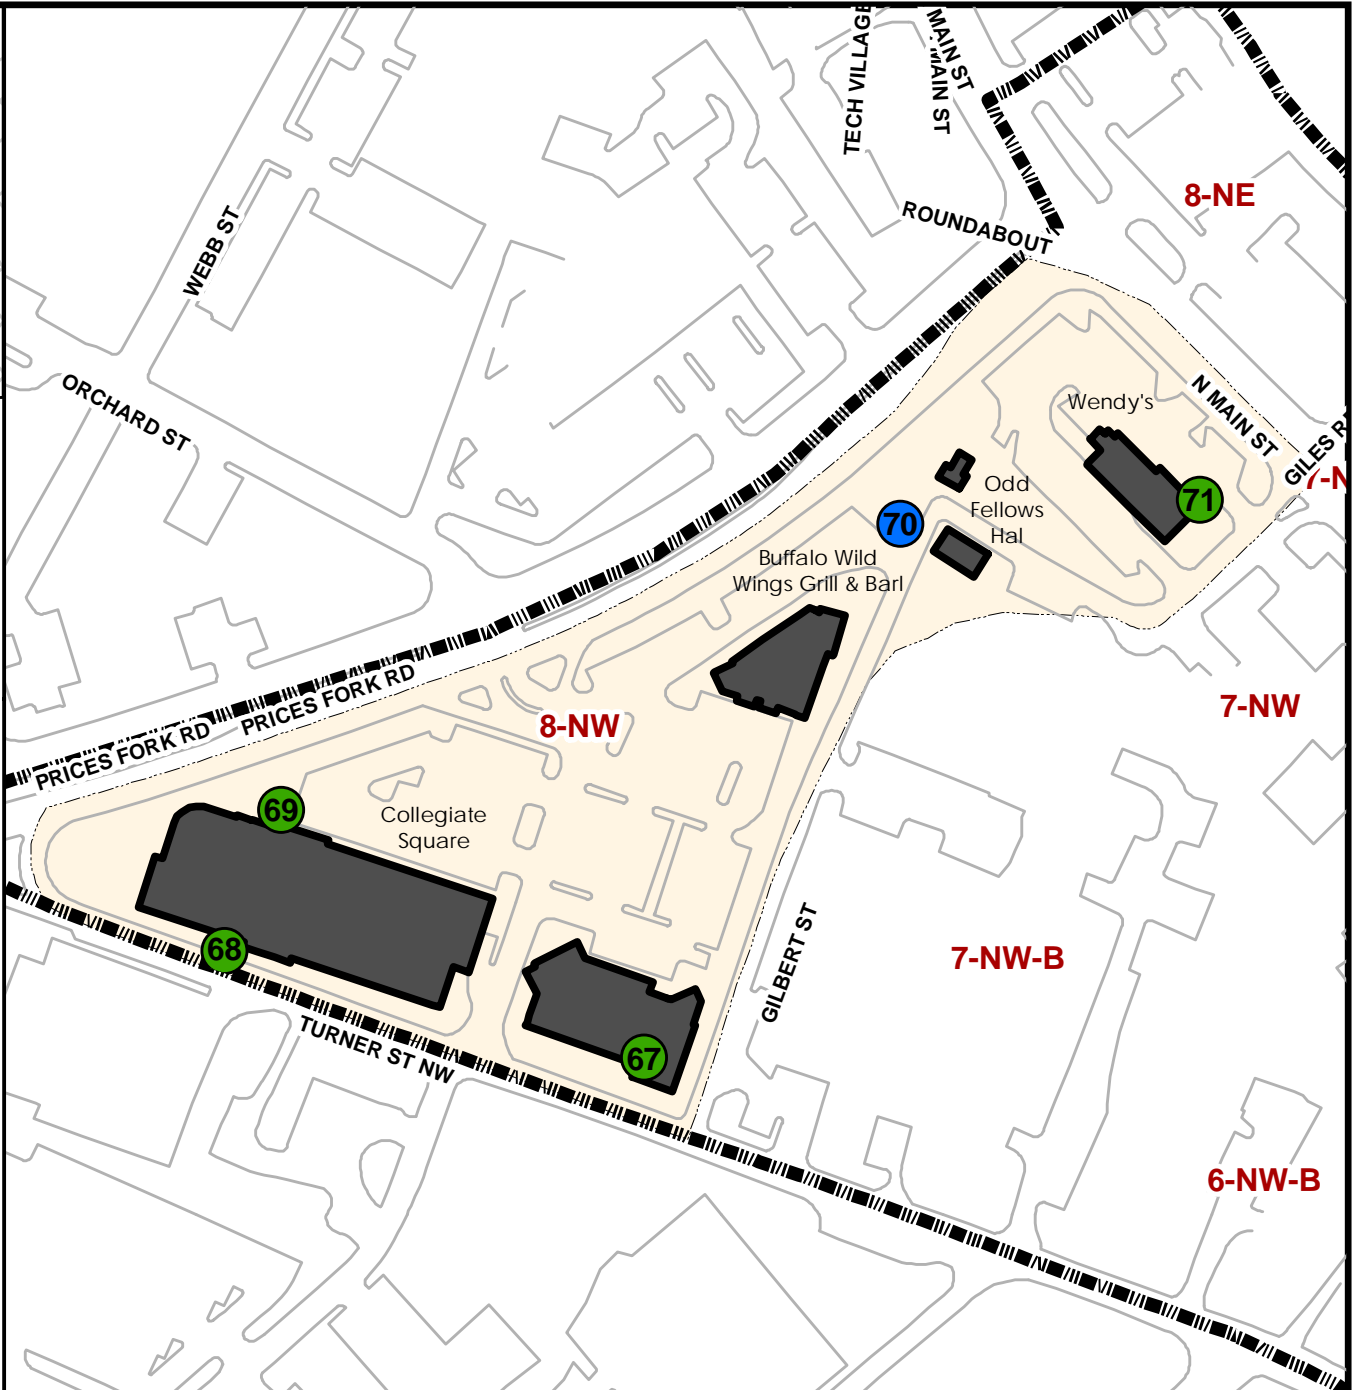 TECH VILLAGE
MAIN ST
MAIN ST
8-NE
ROUNDABOUT
WEBB ST
ORCHARD ST
Wendy's
N MAIN ST
GILES R
7-N
71
Odd
Fellows
Hal
70
Buffalo Wild
Wings Grill & Barl
PRICES FORK RD
PRICES FORK RD
8-NW
7-NW
69
Collegiate
Square
68
7-NW-B
GILBERT ST
TURNER ST NW
67
6-NW-B